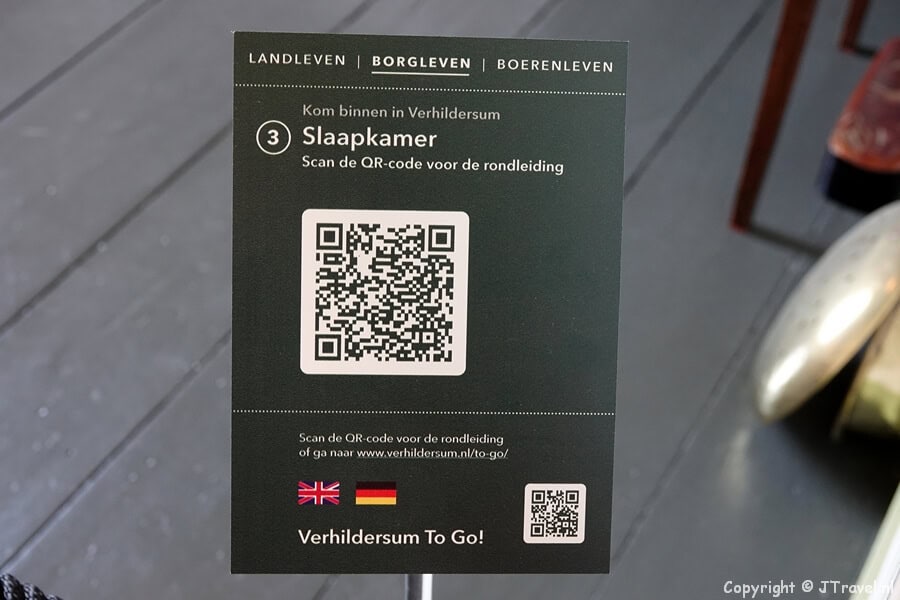 LANDLEVEN | BORGLEVEN | BOERENLEVEN
Kom binnen in Verhildersum
3 Slaapkamer
Scan de QR-code voor de rondleiding
Scan de QR-code voor de rondleiding
of ga naar www.verhildersum.nl/to-go/
Verhildersum To Go!
Copyright © JTravel.nl